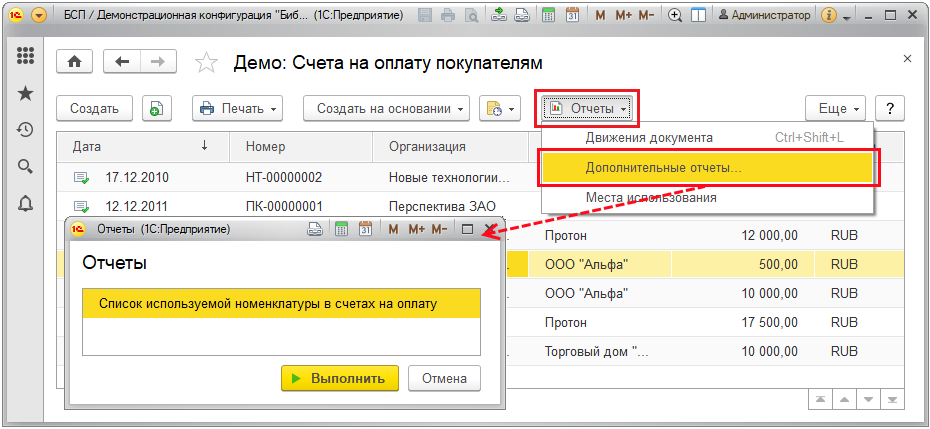 БСП / Демонстрационная конфигурация "Биб... (1С:Предприятие) M M+ M- Администратор
Демо: Счета на оплату покупателям
Создать Печать Создать на основании Отчеты Еще ?
Движения документа Ctrl+Shift+L
Дополнительные отчеты...
Места использования
Дата Номер Организация
17.12.2010 НТ-00000002 Новые технологии...
12.12.2011 ПК-00000001 Перспектива ЗАО
Протон 12 000,00 RUB
ООО "Альфа" 500,00 RUB
ООО "Альфа" 10 000,00 RUB
Протон 17 500,00 RUB
Торговый дом "... 10 000,00 RUB
Отчеты (1С:Предприятие) M M+ M-
Отчеты
Список используемой номенклатуры в счетах на оплату
Выполнить Отмена